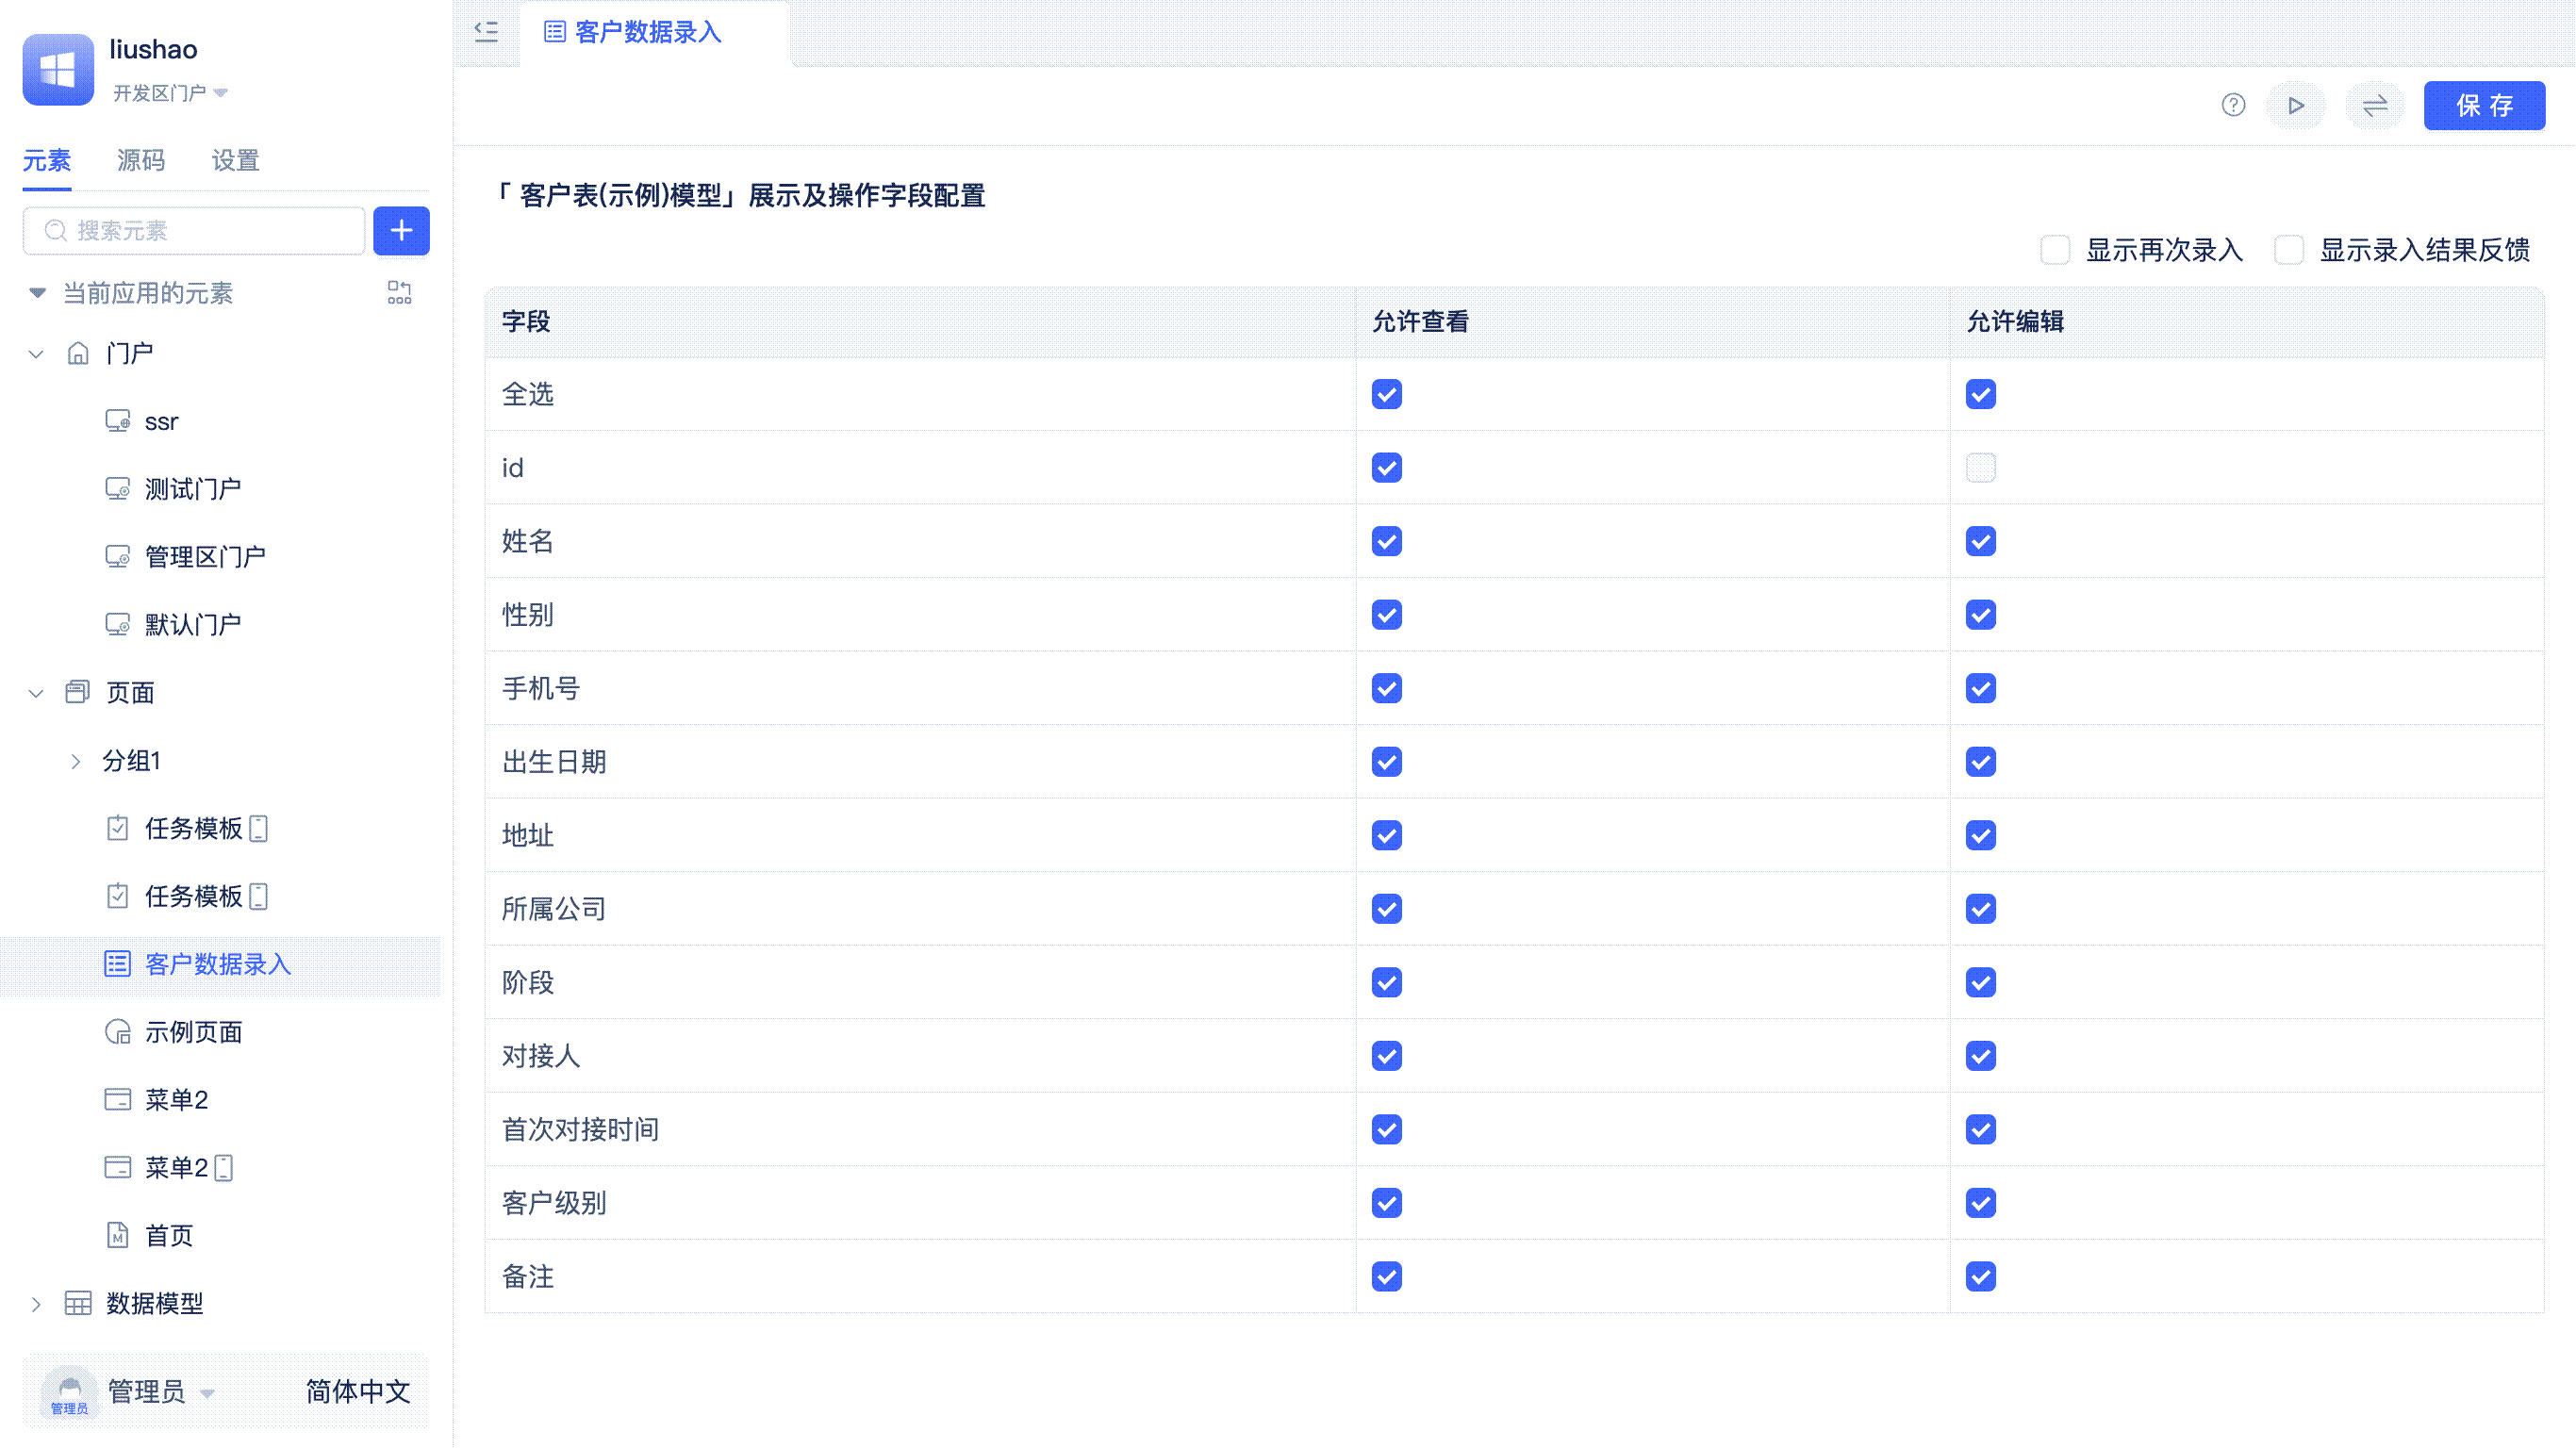 liushao
开发区门户
元素 源码 设置
搜索元素
当前应用的元素
门户
ssr
测试门户
管理区门户
默认门户
页面
分组1
任务模板
任务模板
客户数据录入
示例页面
菜单2
菜单2
首页
数据模型
管理员
管理员 简体中文
客户数据录入
保 存
「 客户表(示例)模型」展示及操作字段配置
显示再次录入 显示录入结果反馈
字段 允许查看 允许编辑
全选
id
姓名
性别
手机号
出生日期
地址
所属公司
阶段
对接人
首次对接时间
客户级别
备注